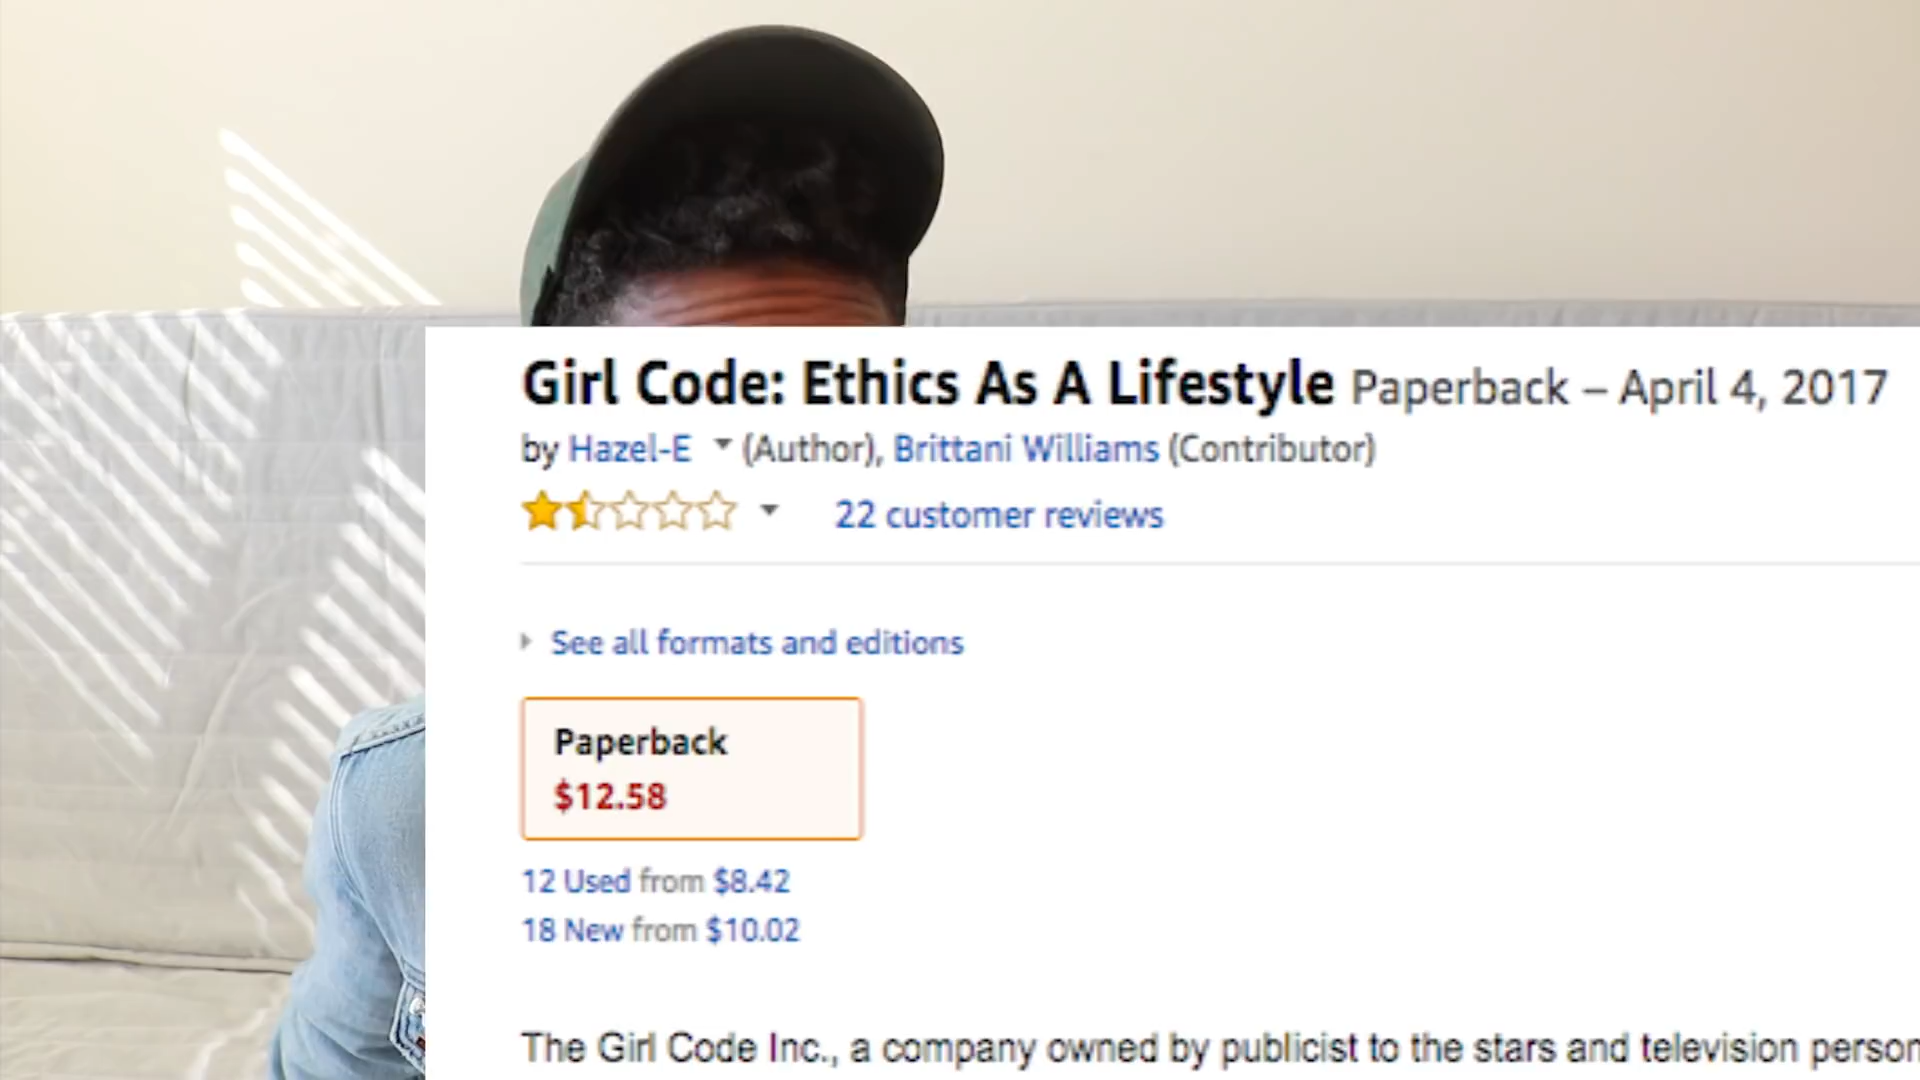 Girl Code: Ethics As A Lifestyle Paperback – April 4, 2017
by Hazel-E (Author), Brittani Williams (Contributor)
22 customer reviews
See all formats and editions
Paperback
$12.58
12 Used from $8.42
18 New from $10.02
The Girl Code Inc., a company owned by publicist to the stars and television person